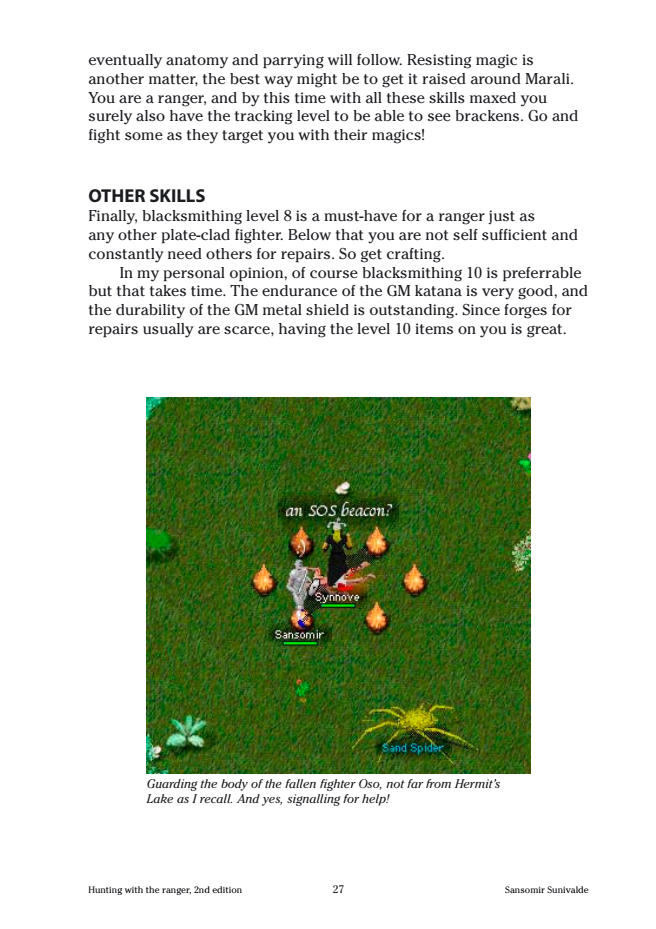 eventually anatomy and parrying will follow. Resisting magic is
another matter, the best way might be to get it raised around Marali.
You are a ranger, and by this time with all these skills maxed you
surely also have the tracking level to be able to see brackens. Go and
fight some as they target you with their magics!
OTHER SKILLS
Finally, blacksmithing level 8 is a must-have for a ranger just as
any other plate-clad fighter. Below that you are not self sufficient and
constantly need others for repairs. So get crafting.
In my personal opinion, of course blacksmithing 10 is preferrable
but that takes time. The endurance of the GM katana is very good, and
the durability of the GM metal shield is outstanding. Since forges for
repairs usually are scarce, having the level 10 items on you is great.
an SOS beacon?
:)
Synnove
Sansomir
Sand Spider
Guarding the body of the fallen fighter Oso, not far from Hermit's
Lake as I recall. And yes, signalling for help!
Hunting with the ranger, 2nd edition 27 Sansomir Sunivalde